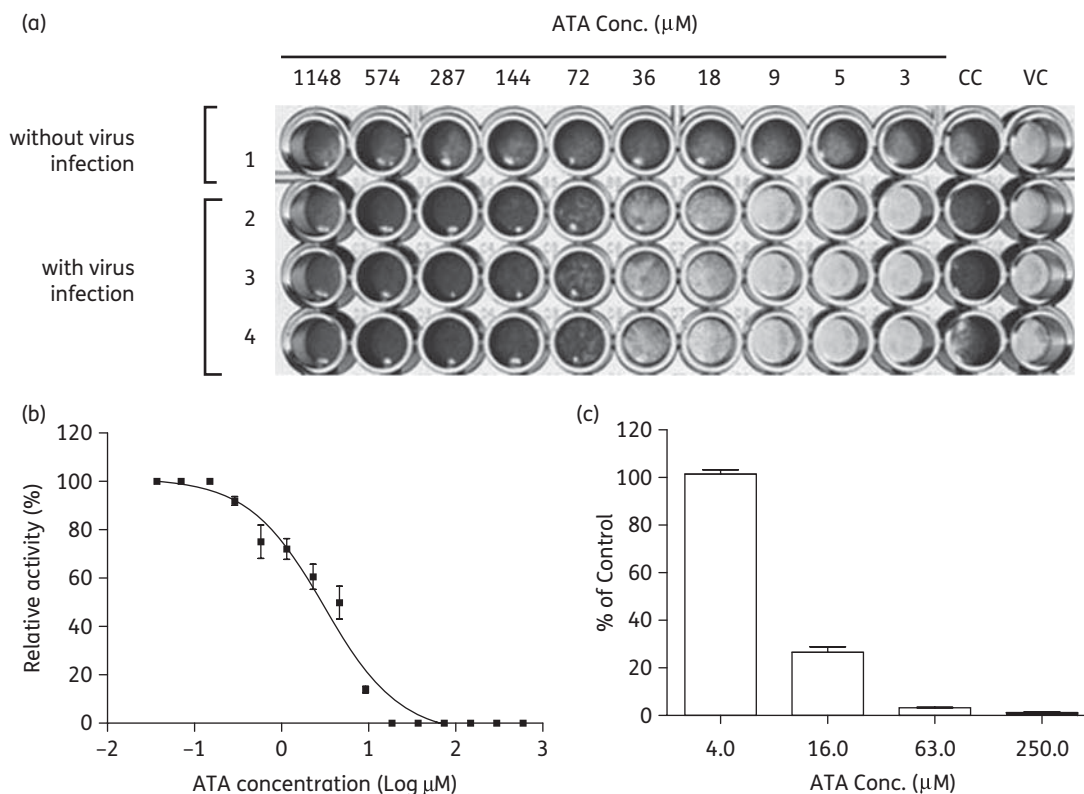 (a)
ATA Conc. (μM)
1148 574 287 144 72 36 18 9 5 3 CC VC
without virus
infection
1
2
with virus
infection
3
4
(b)
120
100
80
60
40
20
0
Relative activity (%)
−2 −1 0 1 2 3
ATA concentration (Log μM)
(c)
120
100
80
60
40
20
0
% of Control
4.0 16.0 63.0 250.0
ATA Conc. (μM)